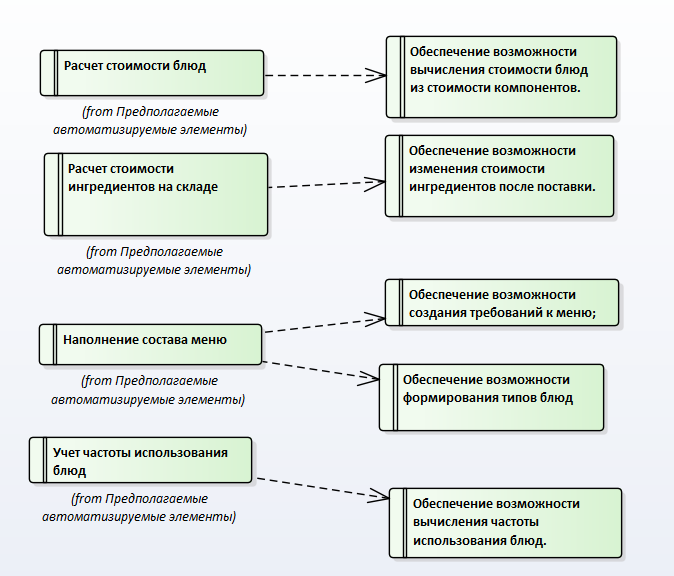 Расчет стоимости блюд
(from Предполагаемые
автоматизируемые элементы)
Обеспечение возможности
вычисления стоимости блюд
из стоимости компонентов.
Расчет стоимости
ингредиентов на складе
(from Предполагаемые
автоматизируемые элементы)
Обеспечение возможности
изменения стоимости
ингредиентов после поставки.
Наполнение состава меню
(from Предполагаемые
автоматизируемые элементы)
Обеспечение возможности
создания требований к меню;
Обеспечение возможности
формирования типов блюд
Учет частоты использования
блюд
(from Предполагаемые
автоматизируемые элементы)
Обеспечение возможности
вычисления частоты
использования блюд.